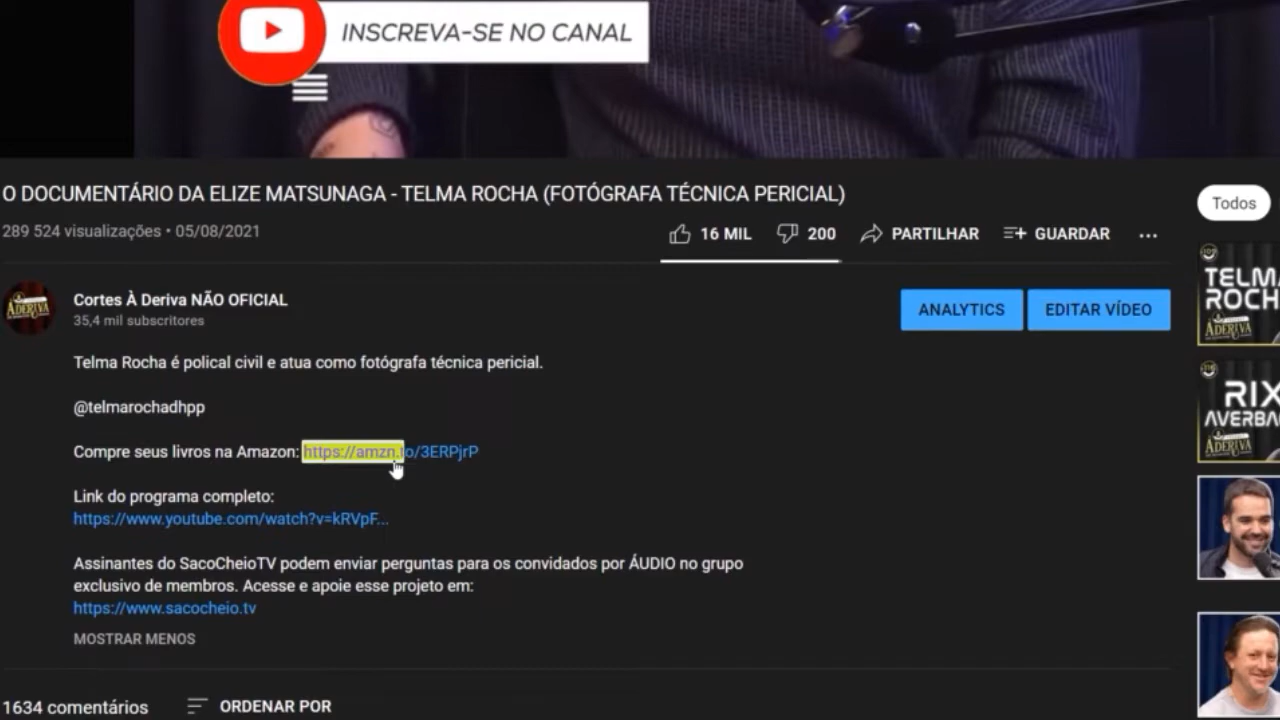 INSCREVA-SE NO CANAL
O DOCUMENTÁRIO DA ELIZE MATSUNAGA - TELMA ROCHA (FOTÓGRAFA TÉCNICA PERICIAL)
289 524 visualizações • 05/08/2021
16 MIL
200
PARTILHAR
GUARDAR
Todos
Cortes À Deriva NÃO OFICIAL
35,4 mil subscritores
ANALYTICS
EDITAR VÍDEO
ADERIVA
Telma Rocha é polical civil e atua como fotógrafa técnica pericial.
@telmarochadhpp
Compre seus livros na Amazon: https://amzn.to/3ERPjrP
Link do programa completo:
https://www.youtube.com/watch?v=kRVpF...
Assinantes do SacoCheioTV podem enviar perguntas para os convidados por ÁUDIO no grupo
exclusivo de membros. Acesse e apoie esse projeto em:
https://www.sacocheio.tv
MOSTRAR MENOS
1634 comentários
ORDENAR POR
TELMA
ROCH
ÀDERIVA
RIX
AVERBA
ÀDERIVA